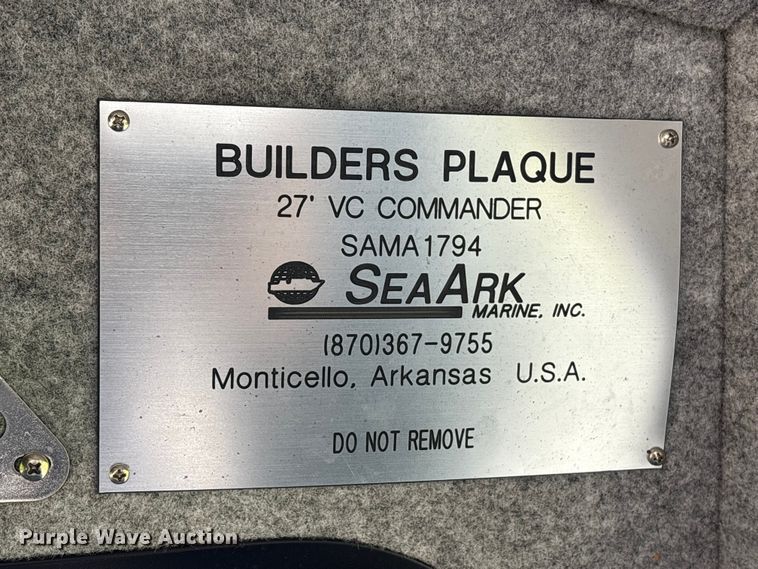 BUILDERS PLAQUE
27' VC COMMANDER
SAMA1794
SEAARK
MARINE, INC.
(870)367-9755
Monticello, Arkansas U.S.A.
DO NOT REMOVE
Purple Wave Auction